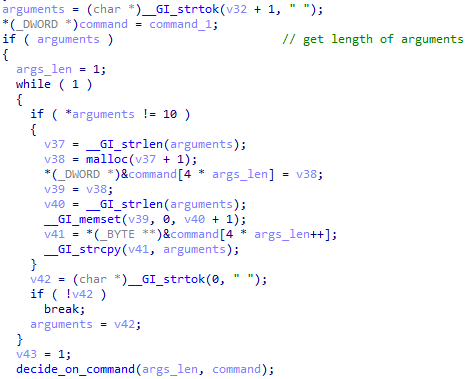 arguments = (char *)__GI_strtok(v32 + 1, " ");
*(_DWORD *)command = command_1;
if ( arguments ) // get length of arguments
{
args_len = 1;
while ( 1 )
{
if ( *arguments != 10 )
{
v37 = __GI_strlen(arguments);
v38 = malloc(v37 + 1);
*(_DWORD *)&command[4 * args_len] = v38;
v39 = v38;
v40 = __GI_strlen(arguments);
__GI_memset(v39, 0, v40 + 1);
v41 = *(_BYTE **)&command[4 * args_len++];
__GI_strcpy(v41, arguments);
}
v42 = (char *)__GI_strtok(0, " ");
if ( !v42 )
break;
arguments = v42;
}
v43 = 1;
decide_on_command(args_len, command);